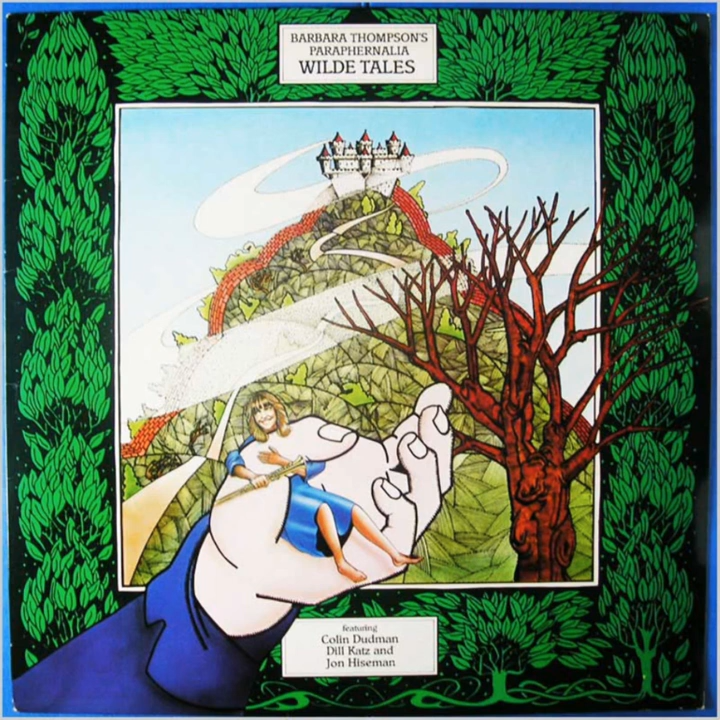 BARBARA THOMPSON'S
PARAPHERNALIA
WILDE TALES
featuring
Colin Dudman
Dill Katz and
Jon Hiseman